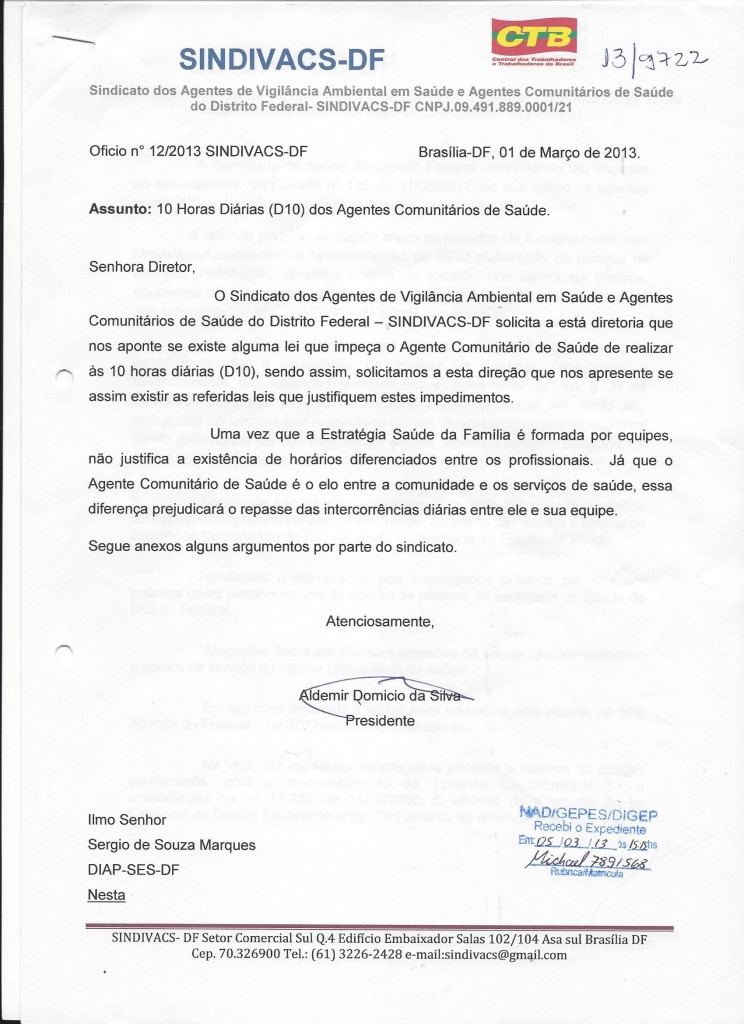 CTB
Central dos Trabalhadores
e Trabalhadoras do Brasil
13/9722
SINDIVACS-DF
Sindicato dos Agentes de Vigilância Ambiental em Saúde e Agentes Comunitários de Saúde
do Distrito Federal- SINDIVACS-DF CNPJ.09.491.889.0001/21
Oficio n° 12/2013 SINDIVACS-DF Brasília-DF, 01 de Março de 2013.
Assunto: 10 Horas Diárias (D10) dos Agentes Comunitários de Saúde.
Senhora Diretor,
O Sindicato dos Agentes de Vigilância Ambiental em Saúde e Agentes
Comunitários de Saúde do Distrito Federal – SINDIVACS-DF solicita a está diretoria que
nos aponte se existe alguma lei que impeça o Agente Comunitário de Saúde de realizar
às 10 horas diárias (D10), sendo assim, solicitamos a esta direção que nos apresente se
assim existir as referidas leis que justifiquem estes impedimentos.
Uma vez que a Estratégia Saúde da Família é formada por equipes,
não justifica a existência de horários diferenciados entre os profissionais. Já que o
Agente Comunitário de Saúde é o elo entre a comunidade e os serviços de saúde, essa
diferença prejudicará o repasse das intercorrências diárias entre ele e sua equipe.
Segue anexos alguns argumentos por parte do sindicato.
Atenciosamente,
Aldemir Domicio da Silva
Presidente
Ilmo Senhor
Sergio de Souza Marques
DIAP-SES-DF
Nesta
NAD/GEPES/DIGEP
Recebi o Expediente
Em: 05/03/13 às 15:15hs
Michael 7891568
Rubrica/Matrícula
SINDIVACS- DF Setor Comercial Sul Q.4 Edifício Embaixador Salas 102/104 Asa sul Brasília DF
Cep. 70.326900 Tel.: (61) 3226-2428 e-mail:sindivacs@gmail.com